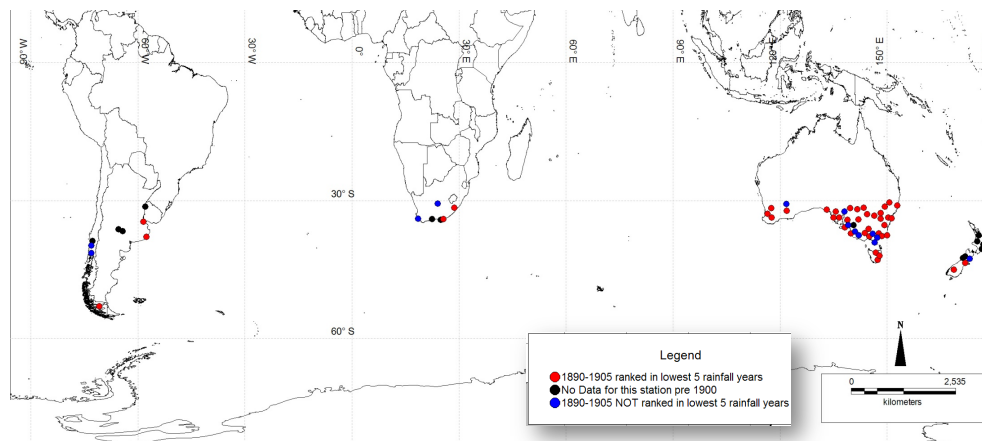 90° W
60° W
30° W
0°
30° E
60° E
90° E
120° E
150° E
30° S
60° S
N
Legend
1890-1905 ranked in lowest 5 rainfall years
No Data for this station pre 1900
1890-1905 NOT ranked in lowest 5 rainfall years
0 2,535
kilometers